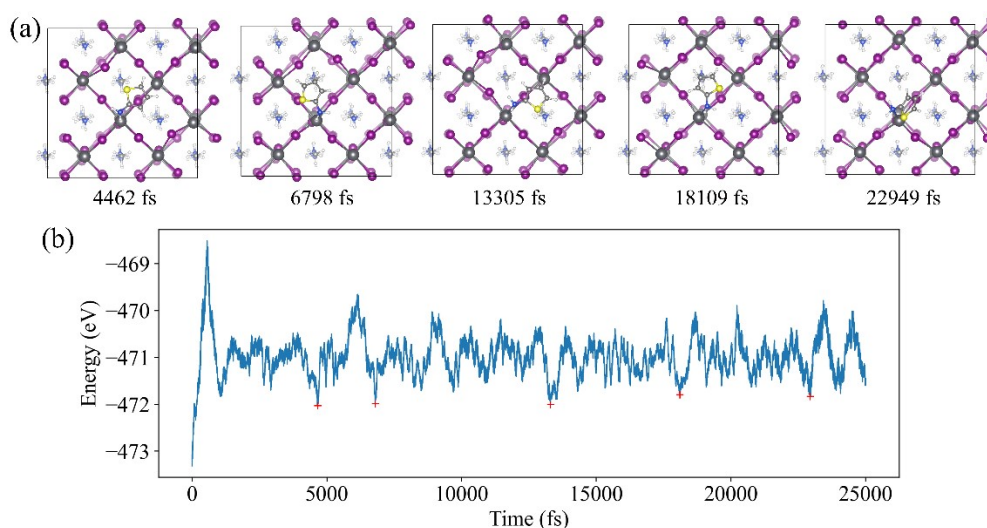 (a)
4462 fs 6798 fs 13305 fs 18109 fs 22949 fs
(b)
−469
−470
−471
−472
−473
Energy (eV)
0 5000 10000 15000 20000 25000
Time (fs)